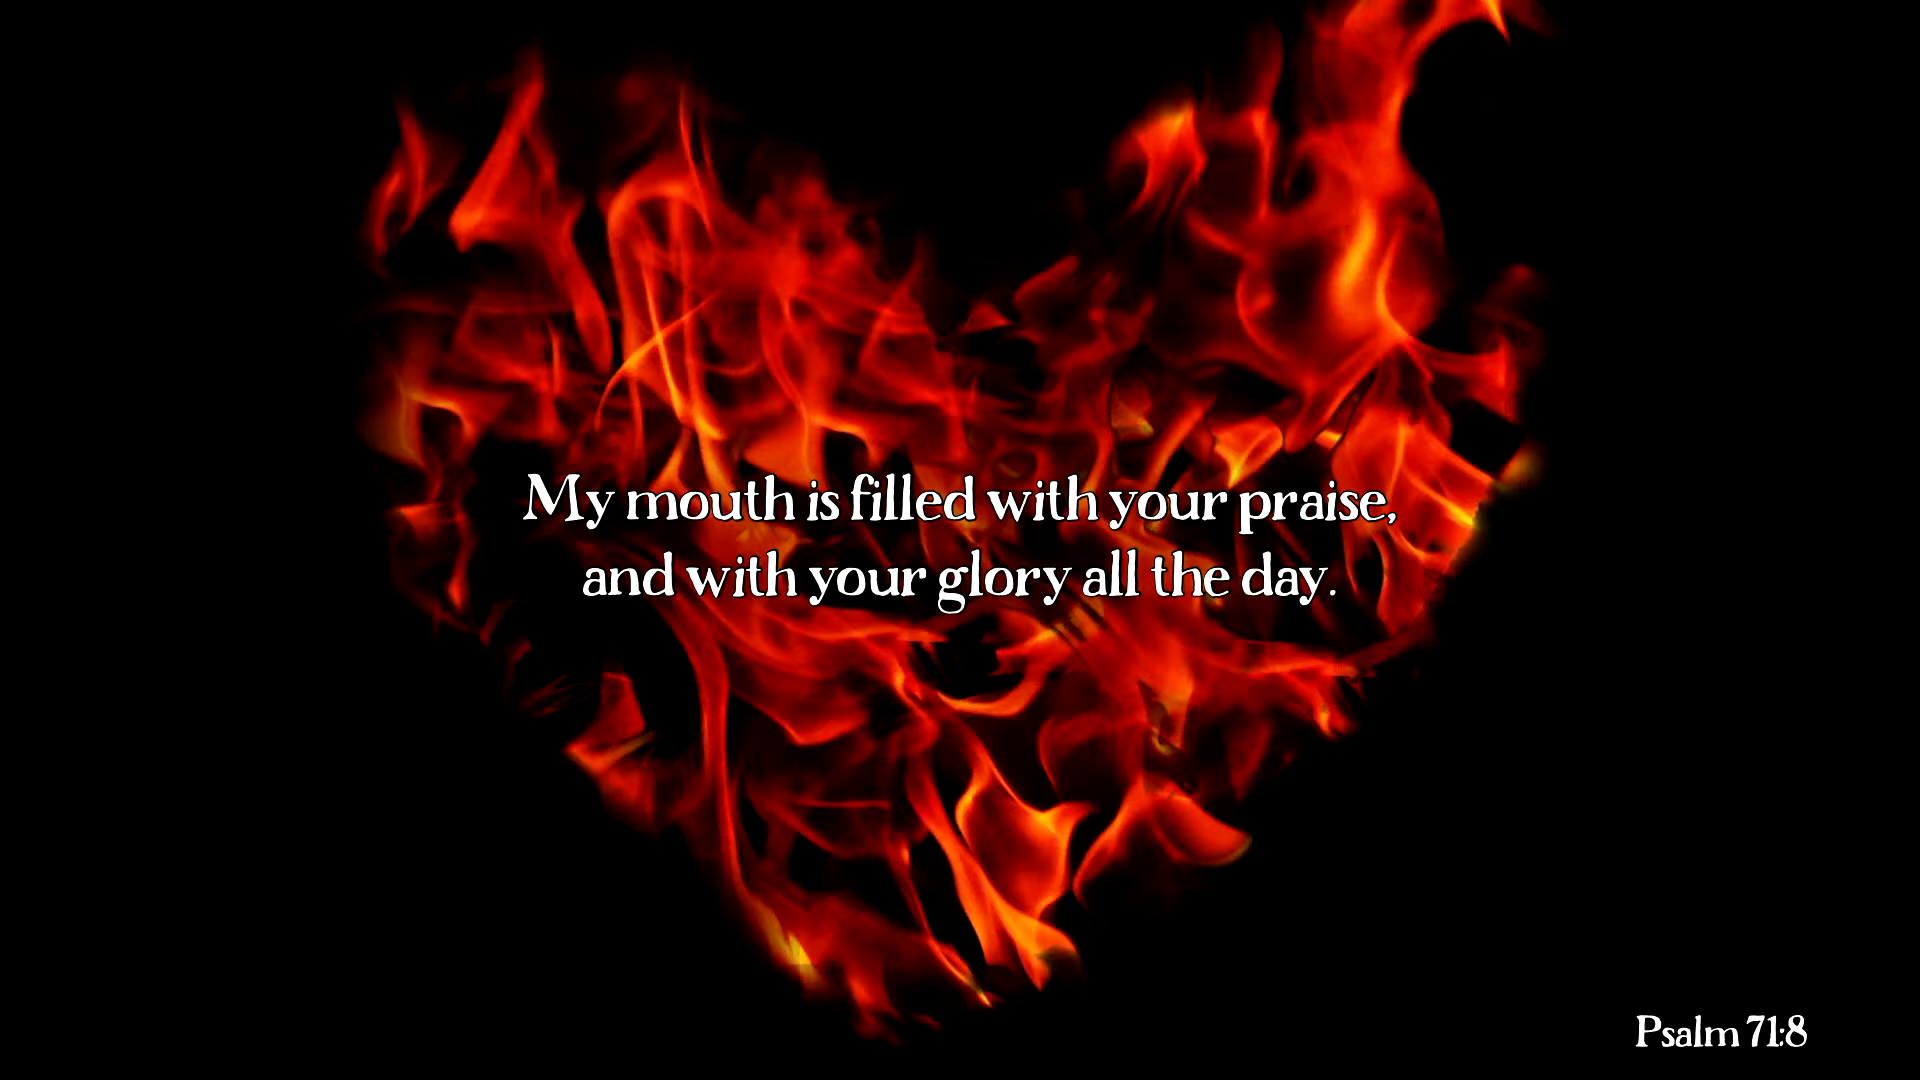 My mouth is filled with your praise,
and with your glory all the day.
Psalm 71:8